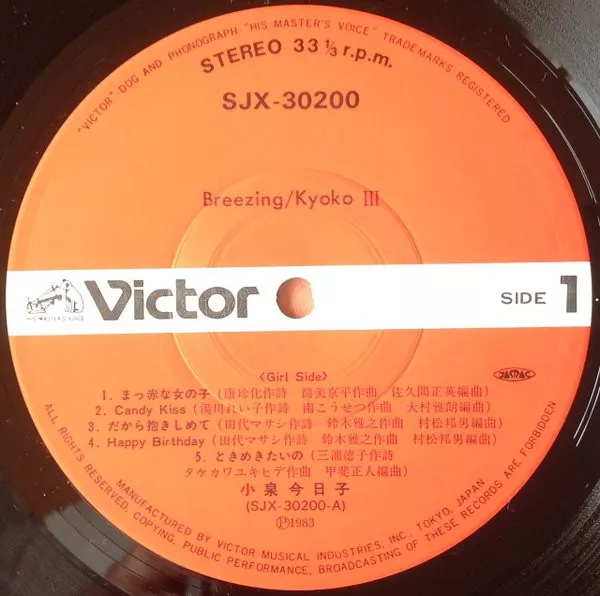 "VICTOR"-DOG AND PHONOGRAPH-"HIS MASTER'S VOICE" TRADEMARKS REGISTERED
STEREO 33 1/3 r.p.m.
SJX-30200
Breezing/Kyoko III
HIS MASTER'S VOICE
Victor
SIDE 1
〈Girl Side〉
JASRAC
1. まっ赤な女の子(康珍化作詩 筒美京平作曲 佐久間正英編曲)
2. Candy Kiss(湯川れい子作詩 南こうせつ作曲 大村雅朗編曲)
3. だから抱きしめて(田代マサシ作詩 鈴木雅之作曲 村松邦男編曲)
4. Happy Birthday(田代マサシ作詩 鈴木雅之作曲 村松邦男編曲)
5. ときめきたいの(三浦徳子作詩
タケカワユキヒデ作曲 甲斐正人編曲)
小泉今日子
(SJX-30200-A)
Ⓟ1983
MANUFACTURED BY VICTOR MUSICAL INDUSTRIES, INC., TOKYO, JAPAN.
ALL RIGHTS RESERVED. COPYING, PUBLIC PERFORMANCE, BROADCASTING OF THESE RECORDS ARE FORBIDDEN